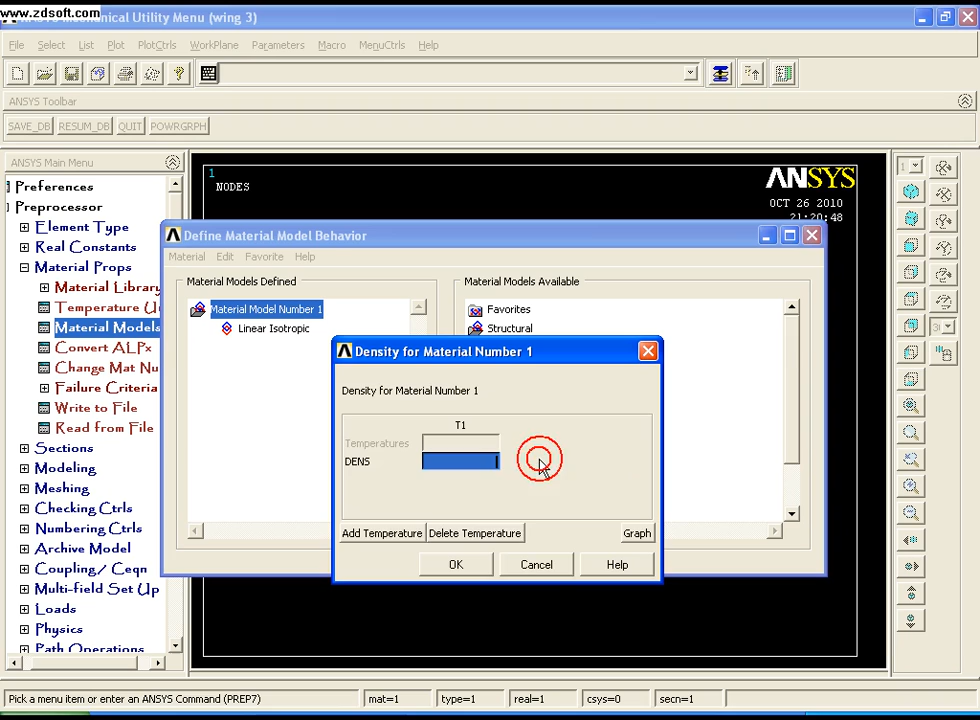 www.zdsoft.com
Utility Menu (wing 3)
File Select List Plot PlotCtrls WorkPlane Parameters Macro MenuCtrls Help
ANSYS Toolbar
SAVE_DB RESUM_DB QUIT POWRGRPH
ANSYS Main Menu
Preferences
Preprocessor
Element Type
Real Constants
Material Props
Material Library
Temperature U
Material Models
Convert ALPx
Change Mat Nu
Failure Criteria
Write to File
Read from File
Sections
Modeling
Meshing
Checking Ctrls
Numbering Ctrls
Archive Model
Coupling/ Ceqn
Multi-field Set Up
Loads
Physics
Path Operations
1
NODES
ANSYS
OCT 26 2010
21:20:48
1
Define Material Model Behavior
Material Edit Favorite Help
Material Models Defined
Material Models Available
Material Model Number 1
Linear Isotropic
Favorites
Structural
Density for Material Number 1
Density for Material Number 1
T1
Temperatures
DENS
Add Temperature Delete Temperature Graph
OK Cancel Help
Pick a menu item or enter an ANSYS Command (PREP7) mat=1 type=1 real=1 csys=0 secn=1